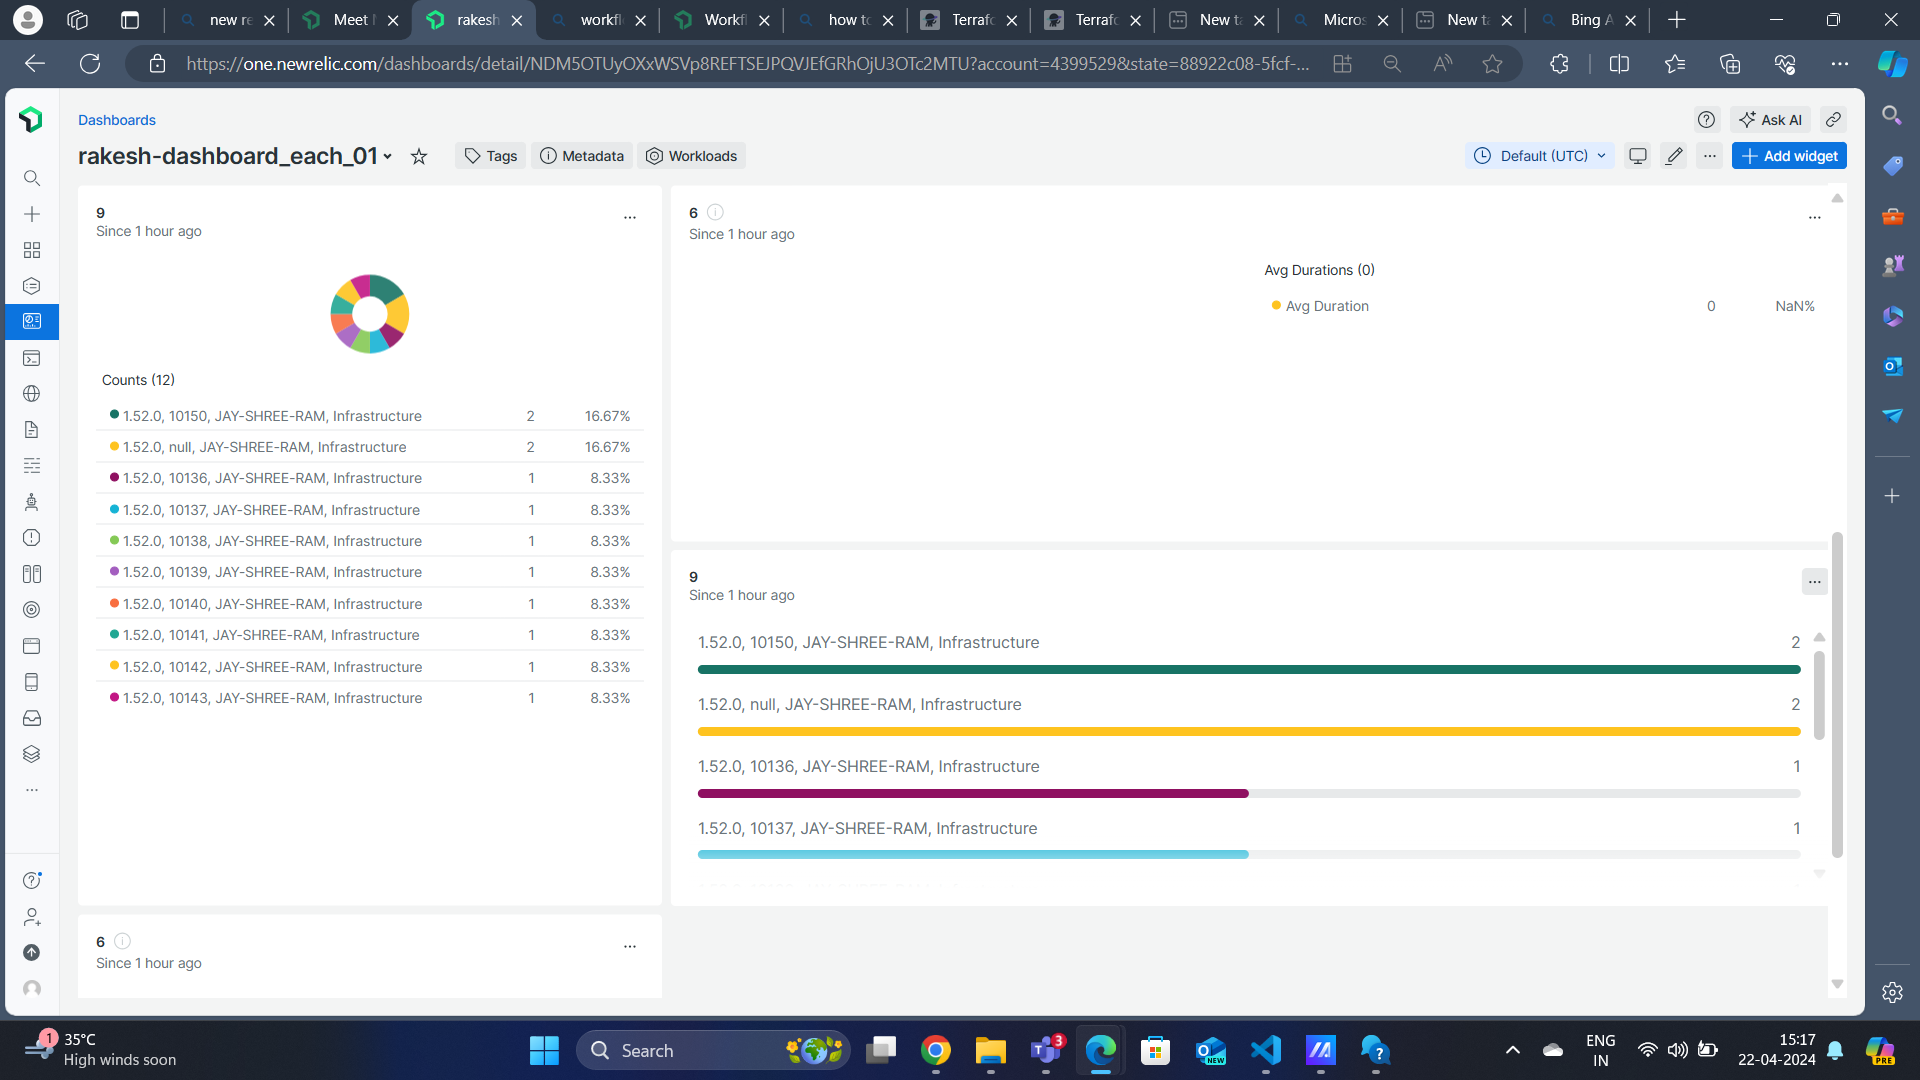 new re
Meet N
rakesh
workfl
Workfl
how to
Terrafo
Terrafo
New ta
Micros
New ta
Bing A
https://one.newrelic.com/dashboards/detail/NDM5OTUyOXxWSVp8REFTSEJPQVJEfGRhOjU3OTc2MTU?account=4399529&state=88922c08-5fcf-...
Dashboards
Ask AI
rakesh-dashboard_each_01
Tags
Metadata
Workloads
Default (UTC)
Add widget
9
Since 1 hour ago
Counts (12)
1.52.0, 10150, JAY-SHREE-RAM, Infrastructure 2 16.67%
1.52.0, null, JAY-SHREE-RAM, Infrastructure 2 16.67%
1.52.0, 10136, JAY-SHREE-RAM, Infrastructure 1 8.33%
1.52.0, 10137, JAY-SHREE-RAM, Infrastructure 1 8.33%
1.52.0, 10138, JAY-SHREE-RAM, Infrastructure 1 8.33%
1.52.0, 10139, JAY-SHREE-RAM, Infrastructure 1 8.33%
1.52.0, 10140, JAY-SHREE-RAM, Infrastructure 1 8.33%
1.52.0, 10141, JAY-SHREE-RAM, Infrastructure 1 8.33%
1.52.0, 10142, JAY-SHREE-RAM, Infrastructure 1 8.33%
1.52.0, 10143, JAY-SHREE-RAM, Infrastructure 1 8.33%
6
Since 1 hour ago
Avg Durations (0)
Avg Duration 0 NaN%
9
Since 1 hour ago
1.52.0, 10150, JAY-SHREE-RAM, Infrastructure 2
1.52.0, null, JAY-SHREE-RAM, Infrastructure 2
1.52.0, 10136, JAY-SHREE-RAM, Infrastructure 1
1.52.0, 10137, JAY-SHREE-RAM, Infrastructure 1
6
Since 1 hour ago
1
35°C
High winds soon
Search
3
NEW
ENG
IN
15:17
22-04-2024
PRE